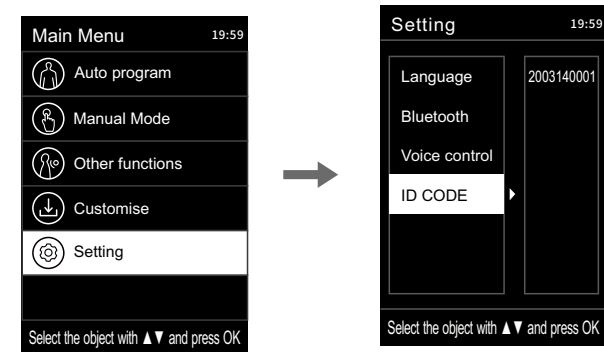 Main Menu 19:59
Auto program
Manual Mode
Other functions
Customise
Setting
Select the object with ▲▼ and press OK
Setting 19:59
Language 2003140001
Bluetooth
Voice control
ID CODE
Select the object with ▲▼ and press OK